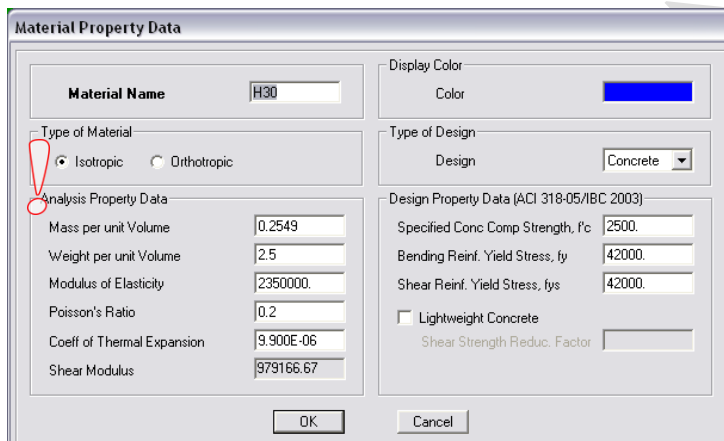 Material Property Data
Display Color
Material Name H30
Color
Type of Material
Isotropic Orthotropic
Type of Design
Design Concrete
Analysis Property Data
Mass per unit Volume 0.2549
Weight per unit Volume 2.5
Modulus of Elasticity 2350000.
Poisson's Ratio 0.2
Coeff of Thermal Expansion 9.900E-06
Shear Modulus 979166.67
Design Property Data (ACI 318-05/IBC 2003)
Specified Conc Comp Strength, f'c 2500.
Bending Reinf. Yield Stress, fy 42000.
Shear Reinf. Yield Stress, fys 42000.
Lightweight Concrete
Shear Strength Reduc. Factor
OK Cancel